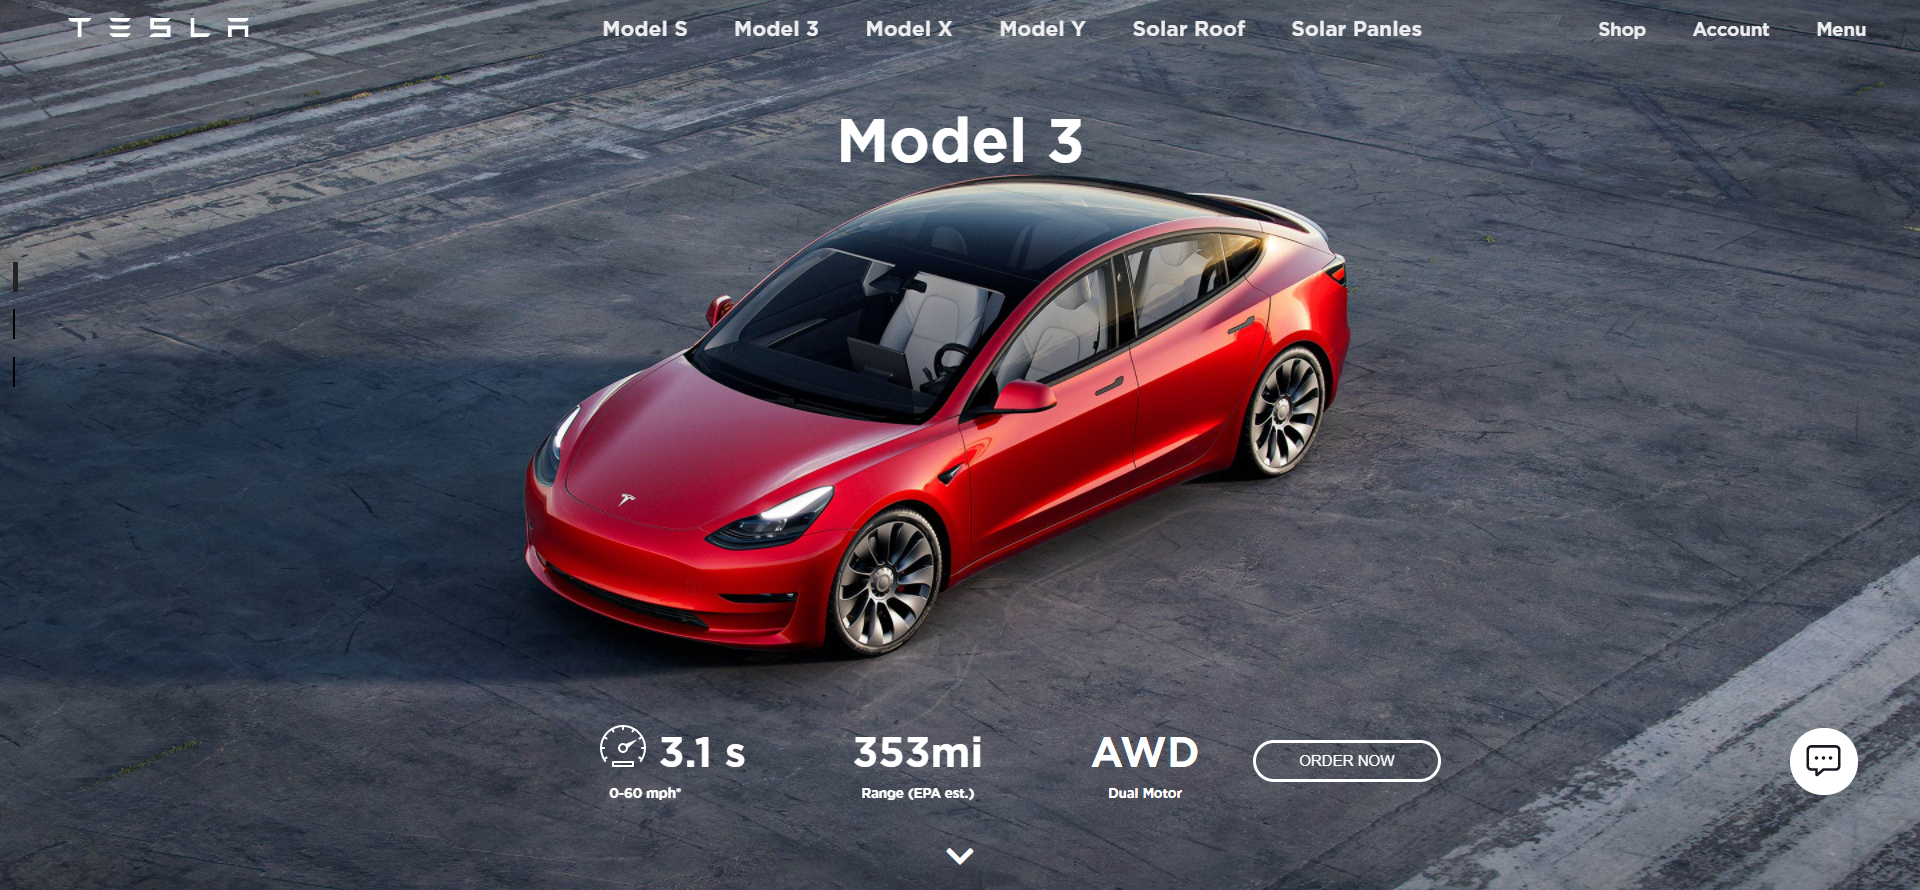 TESLA
Model S Model 3 Model X Model Y Solar Roof Solar Panles
Shop Account Menu
Model 3
3.1 s
0-60 mph*
353mi
Range (EPA est.)
AWD
Dual Motor
ORDER NOW